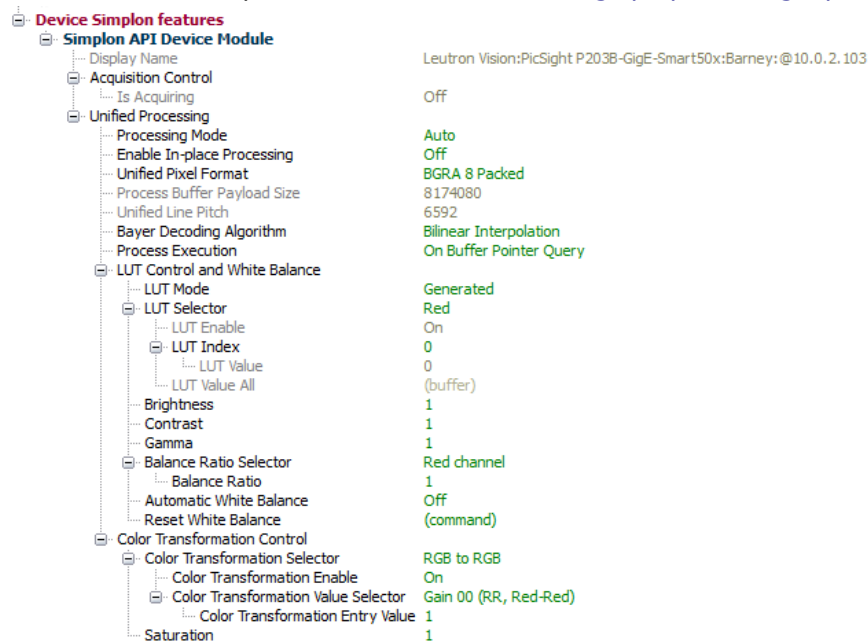 Device Simplon features
Simplon API Device Module
Display Name Leutron Vision:PicSight P203B-GigE-Smart50x:Barney:@10.0.2.103
Acquisition Control
Is Acquiring Off
Unified Processing
Processing Mode Auto
Enable In-place Processing Off
Unified Pixel Format BGRA 8 Packed
Process Buffer Payload Size 8174080
Unified Line Pitch 6592
Bayer Decoding Algorithm Bilinear Interpolation
Process Execution On Buffer Pointer Query
LUT Control and White Balance
LUT Mode Generated
LUT Selector Red
LUT Enable On
LUT Index 0
LUT Value 0
LUT Value All (buffer)
Brightness 1
Contrast 1
Gamma 1
Balance Ratio Selector Red channel
Balance Ratio 1
Automatic White Balance Off
Reset White Balance (command)
Color Transformation Control
Color Transformation Selector RGB to RGB
Color Transformation Enable On
Color Transformation Value Selector Gain 00 (RR, Red-Red)
Color Transformation Entry Value 1
Saturation 1